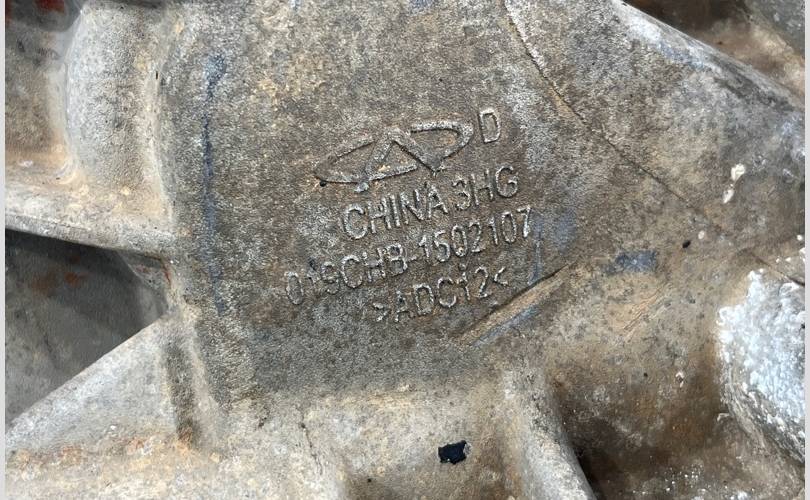 D
CHINA 3HG
019CHB-1502107
>ADC12<